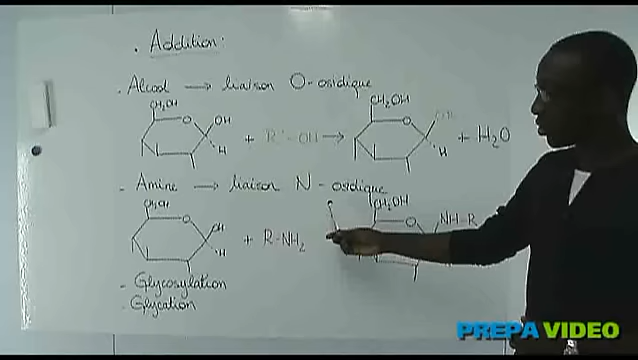 . Addition:
. Alcool → liaison O-osidique
CH₂OH O OH H + R'-OH → CH₂OH O H + H₂O
- Amine → liaison N-osidique
CH₂OH O H + R-NH₂ CH₂OH O NH-R
- Glycosylation
- Glycation
PREPA VIDEO